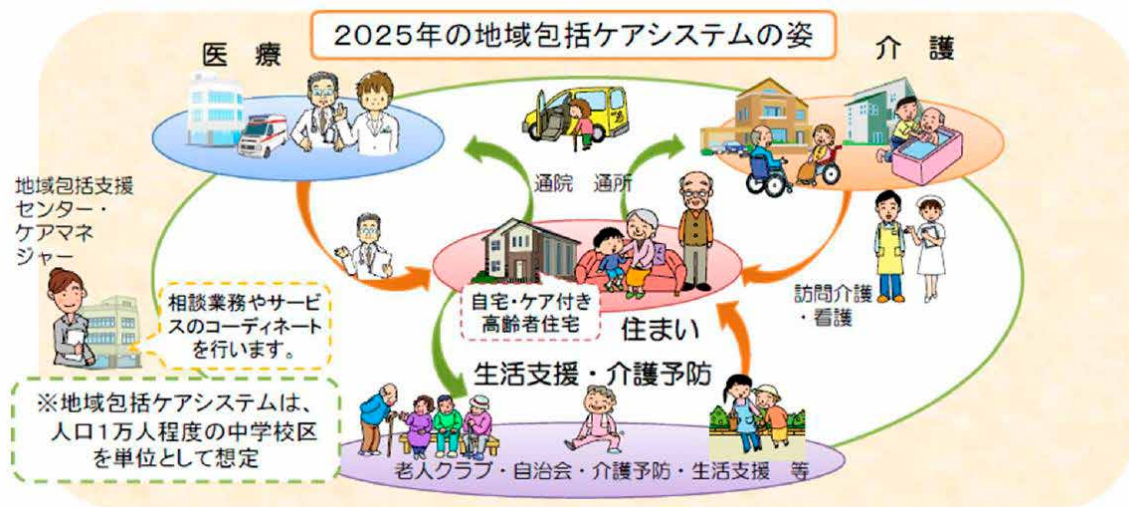 2025年の地域包括ケアシステムの姿
医 療
介 護
通院 通所
地域包括支援
センター・
ケアマネ
ジャー
相談業務やサービ
スのコーディネート
を行います。
自宅・ケア付き
高齢者住宅
住まい
訪問介護
・看護
生活支援・介護予防
※地域包括ケアシステムは、
人口1万人程度の中学校区
を単位として想定
老人クラブ・自治会・介護予防・生活支援 等